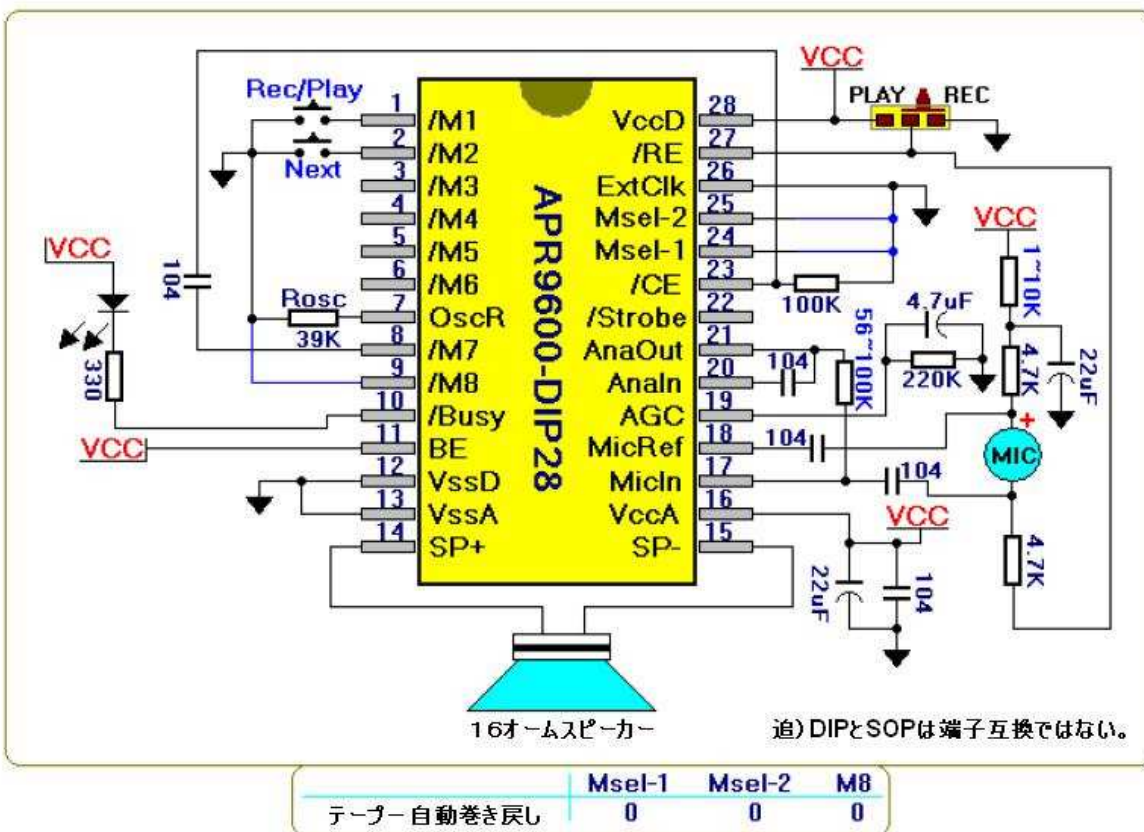 VCC
PLAY REC
Rec/Play
Next
1 /M1
2 /M2
3 /M3
4 /M4
5 /M5
6 /M6
7 OscR
8 /M7
9 /M8
10 /Busy
11 BE
12 VssD
13 VssA
14 SP+
APR9600-DIP28
VccD 28
/RE 27
ExtClk 26
Msel-2 25
Msel-1 24
/CE 23
/Strobe 22
AnaOut 21
AnaIn 20
AGC 19
MicRef 18
MicIn 17
VccA 16
SP- 15
VCC
104
Rosc
39K
330
VCC
100K
56~100K
104
4.7uF
220K
VCC
1~10K
4.7K
22uF
104
+
MIC
104
4.7K
VCC
22uF
104
16オームスピーカー
追)DIPとSOPは端子互換ではない。
Msel-1 Msel-2 M8
テープー自動巻き戻し 0 0 0